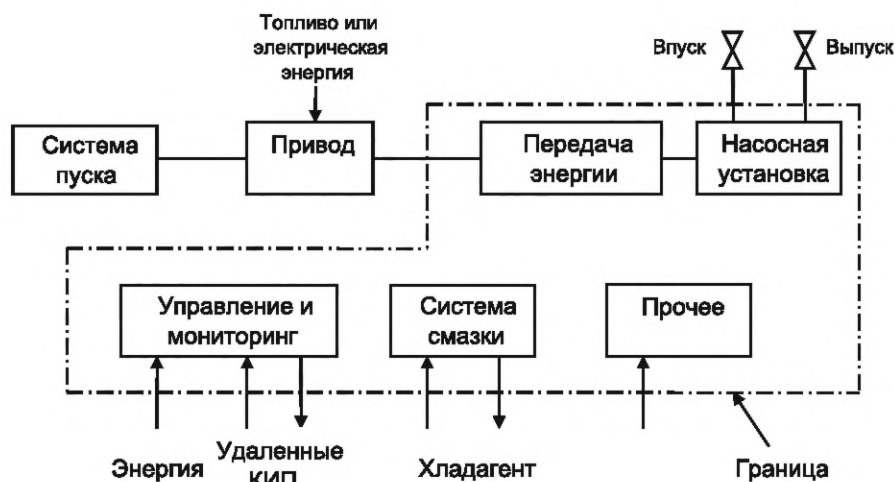 Топливо или
электрическая
энергия
Впуск
Выпуск
Система
пуска
Привод
Передача
энергии
Насосная
установка
Управление и
мониторинг
Система
смазки
Прочее
Энергия
Удаленные
КИП
Хладагент
Граница